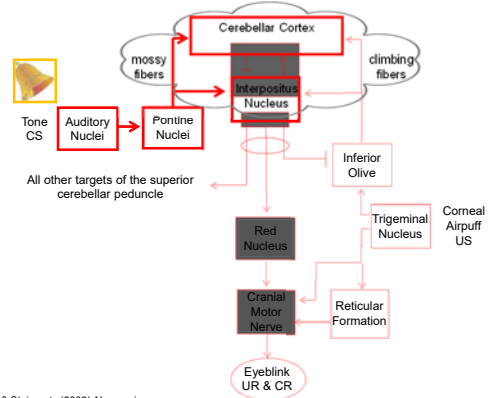 Cerebellar Cortex
mossy
fibers
climbing
fibers
Interpositus
Nucleus
Tone
CS
Auditory
Nuclei
Pontine
Nuclei
Inferior
Olive
All other targets of the superior
cerebellar peduncle
Trigeminal
Nucleus
Corneal
Airpuff
US
Red
Nucleus
Cranial
Motor
Nerve
Reticular
Formation
Eyeblink
UR & CR